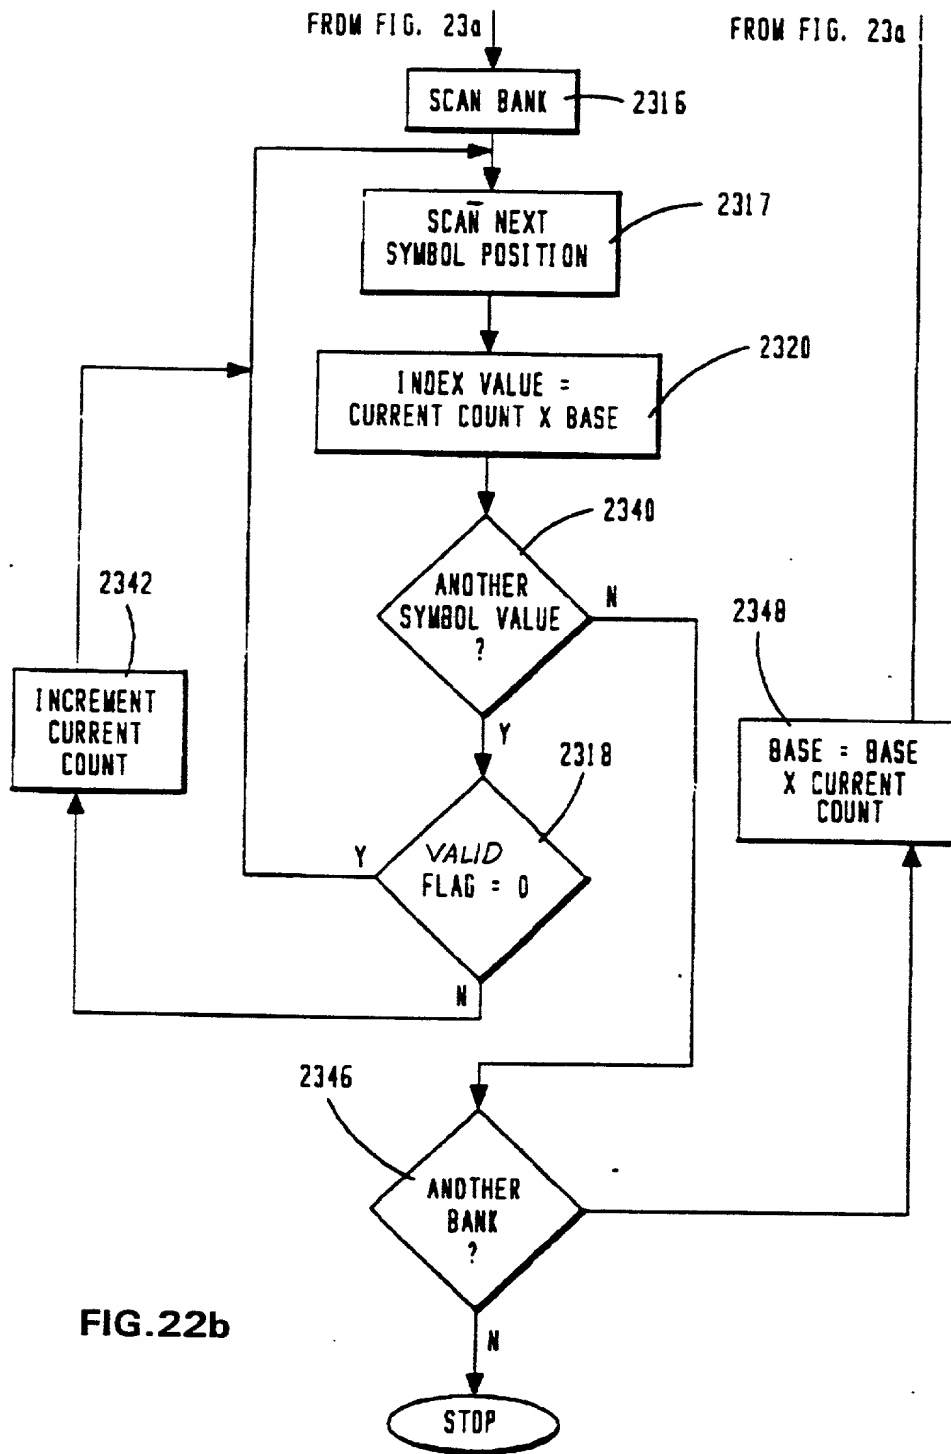 FROM FIG. 23a
FROM FIG. 23a
SCAN BANK
2316
SCAN NEXT
SYMBOL POSITION
2317
INDEX VALUE =
CURRENT COUNT X BASE
2320
2340
ANOTHER
SYMBOL VALUE
?
N
Y
2342
INCREMENT
CURRENT
COUNT
2348
BASE = BASE
X CURRENT
COUNT
2318
VALID
FLAG = 0
Y
N
2346
ANOTHER
BANK
?
N
STOP
FIG.22b